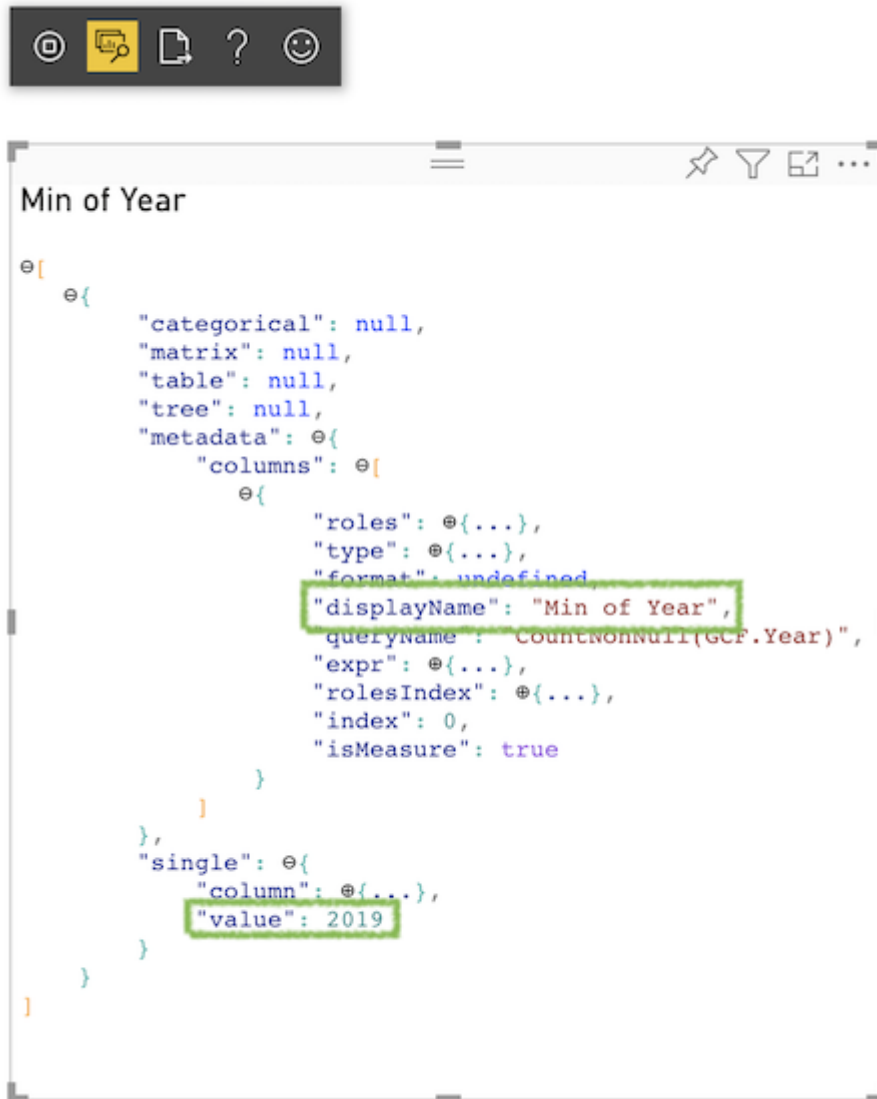 Min of Year
[
{
"categorical": null,
"matrix": null,
"table": null,
"tree": null,
"metadata": {
"columns": [
{
"roles": {...},
"type": {...},
"format": undefined,
"displayName": "Min of Year",
"queryName": "CountNonNull(GCF.Year)",
"expr": {...},
"rolesIndex": {...},
"index": 0,
"isMeasure": true
}
]
},
"single": {
"column": {...},
"value": 2019
}
}
]